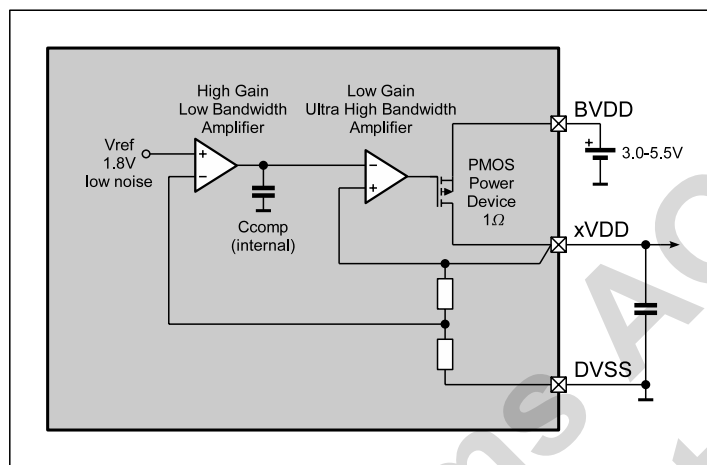 High Gain
Low Bandwidth
Amplifier
Low Gain
Ultra High Bandwidth
Amplifier
BVDD
Vref
1.8V
low noise
+
−
−
+
+
3.0-5.5V
PMOS
Power
Device
1Ω
Ccomp
(internal)
xVDD
DVSS